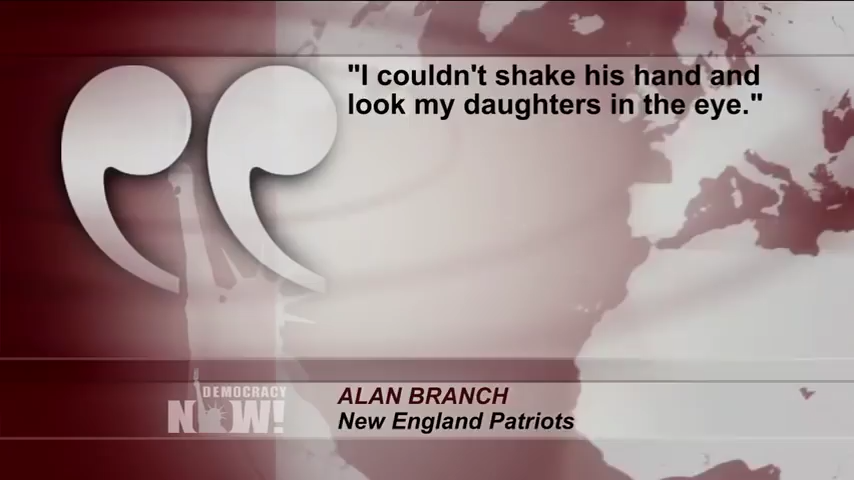 "I couldn't shake his hand and
look my daughters in the eye."
DEMOCRACY
NOW!
ALAN BRANCH
New England Patriots